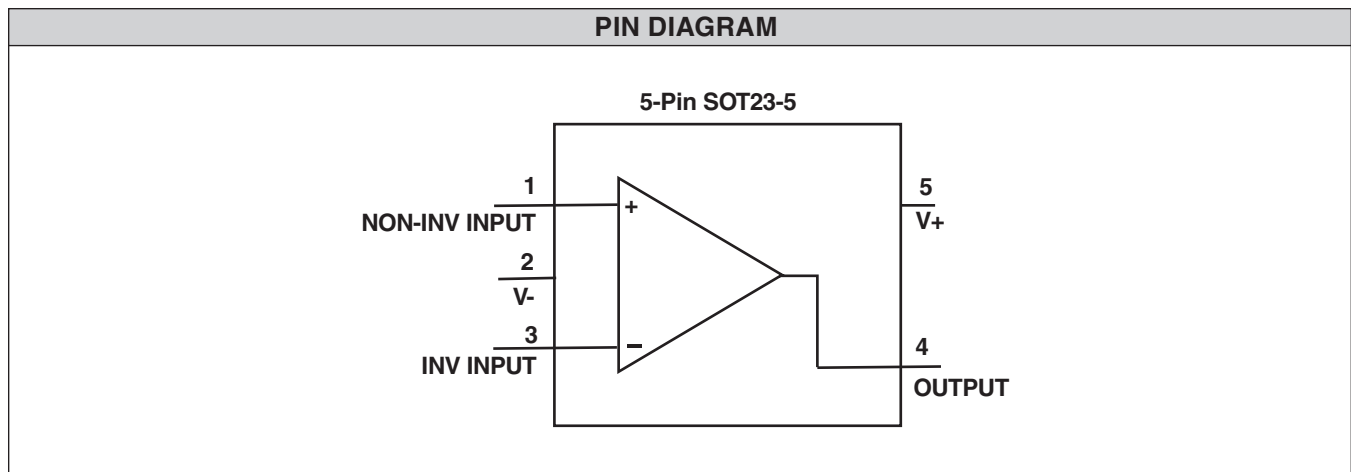 PIN DIAGRAM
5-Pin SOT23-5
1
NON-INV INPUT
+
5
V+
2
V-
3
INV INPUT
−
4
OUTPUT